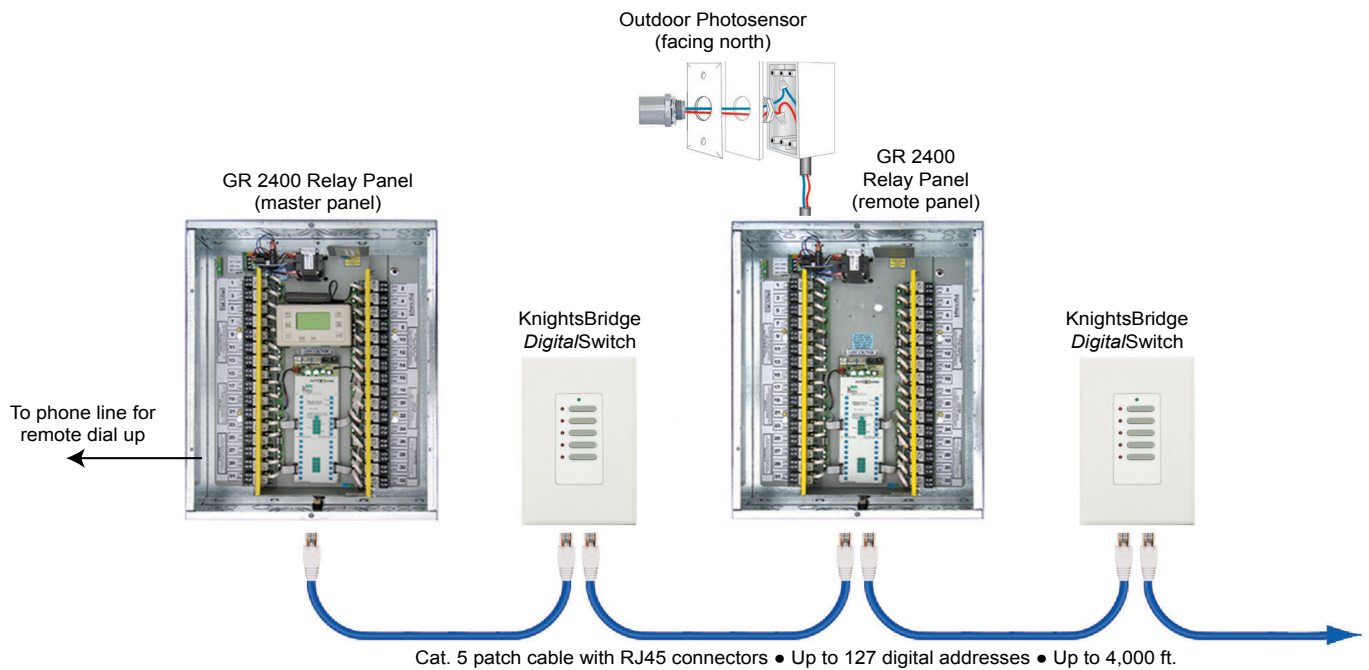 Outdoor Photosensor
(facing north)
GR 2400 Relay Panel
(master panel)
GR 2400
Relay Panel
(remote panel)
KnightsBridge
DigitalSwitch
KnightsBridge
DigitalSwitch
To phone line for
remote dial up
Cat. 5 patch cable with RJ45 connectors ● Up to 127 digital addresses ● Up to 4,000 ft.